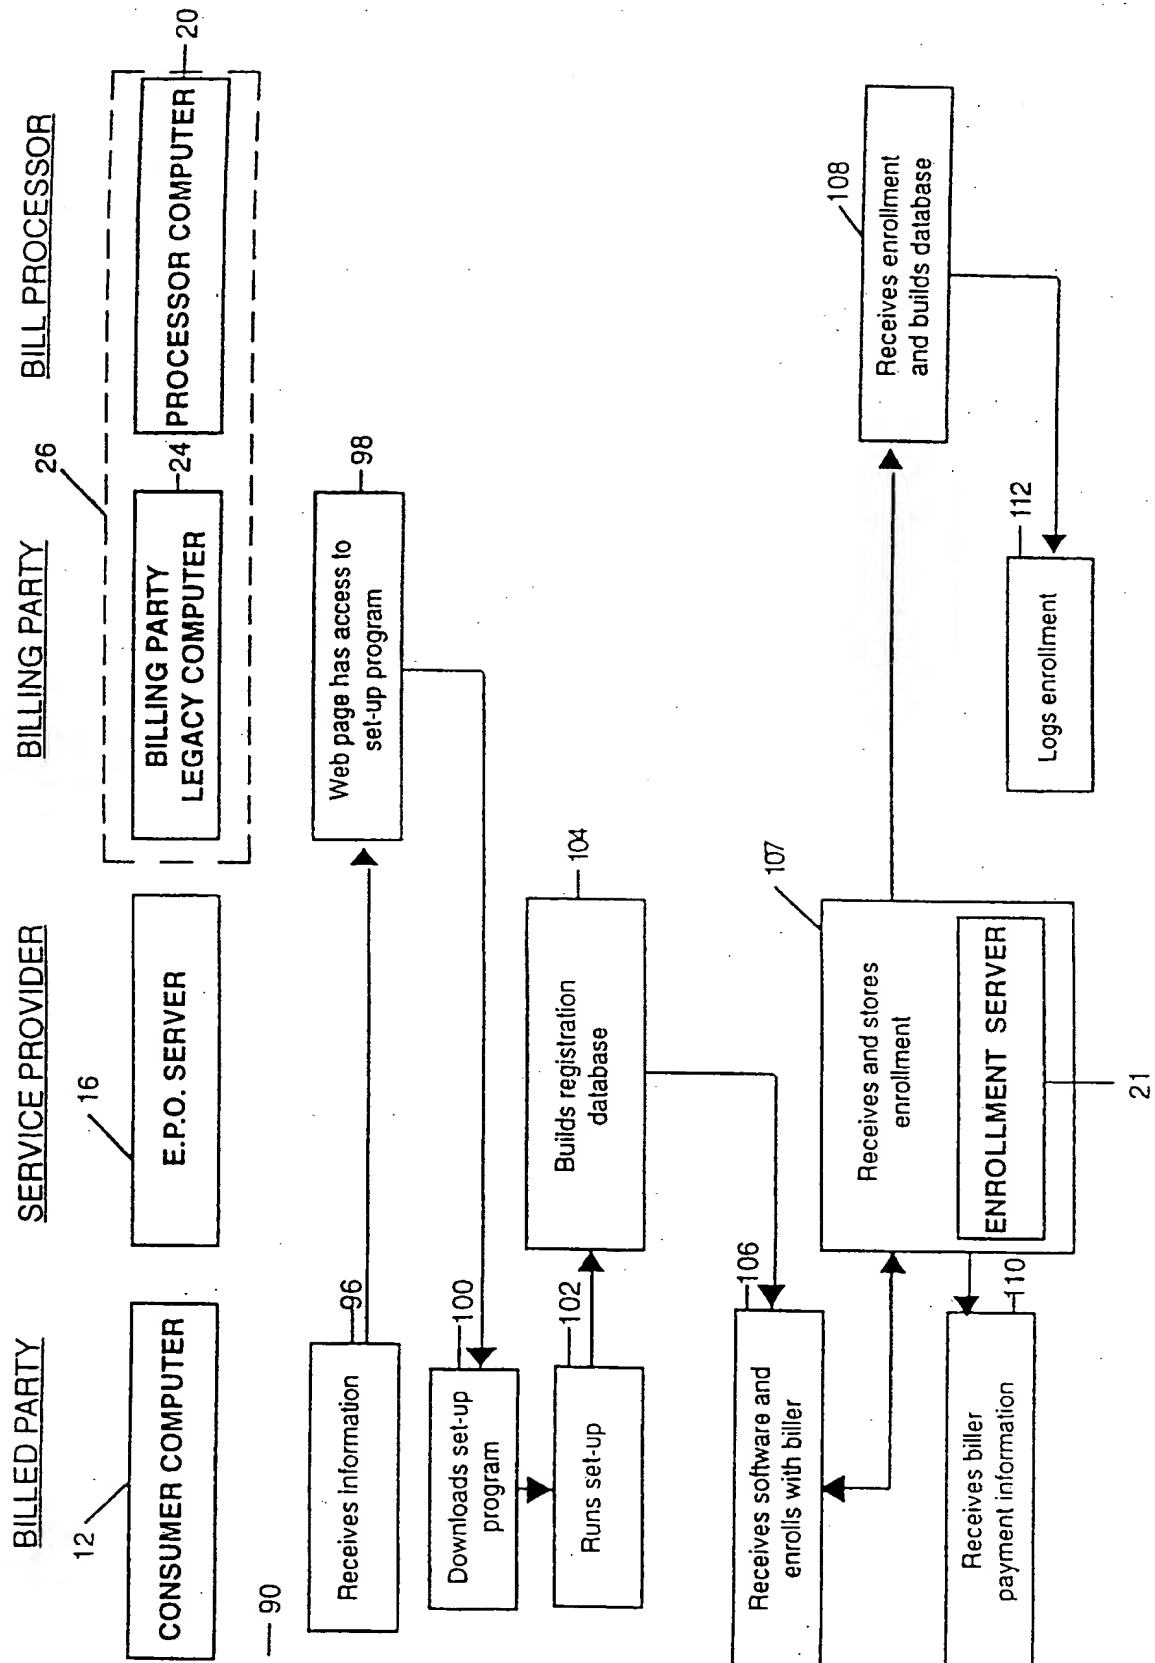 BILLED PARTY
SERVICE PROVIDER
BILLING PARTY
BILL PROCESSOR
12
16
26
CONSUMER COMPUTER
E.P.O. SERVER
BILLING PARTY
LEGACY COMPUTER
24
PROCESSOR COMPUTER
20
90
Receives Information
96
Web page has access to
set-up program
98
Downloads set-up
program
100
Runs set-up
102
Builds registration
database
104
Receives software and
enrolls with biller
106
Receives and stores
enrollment
107
ENROLLMENT SERVER
21
Receives enrollment
and builds database
108
Receives biller
payment information
110
Logs enrollment
112